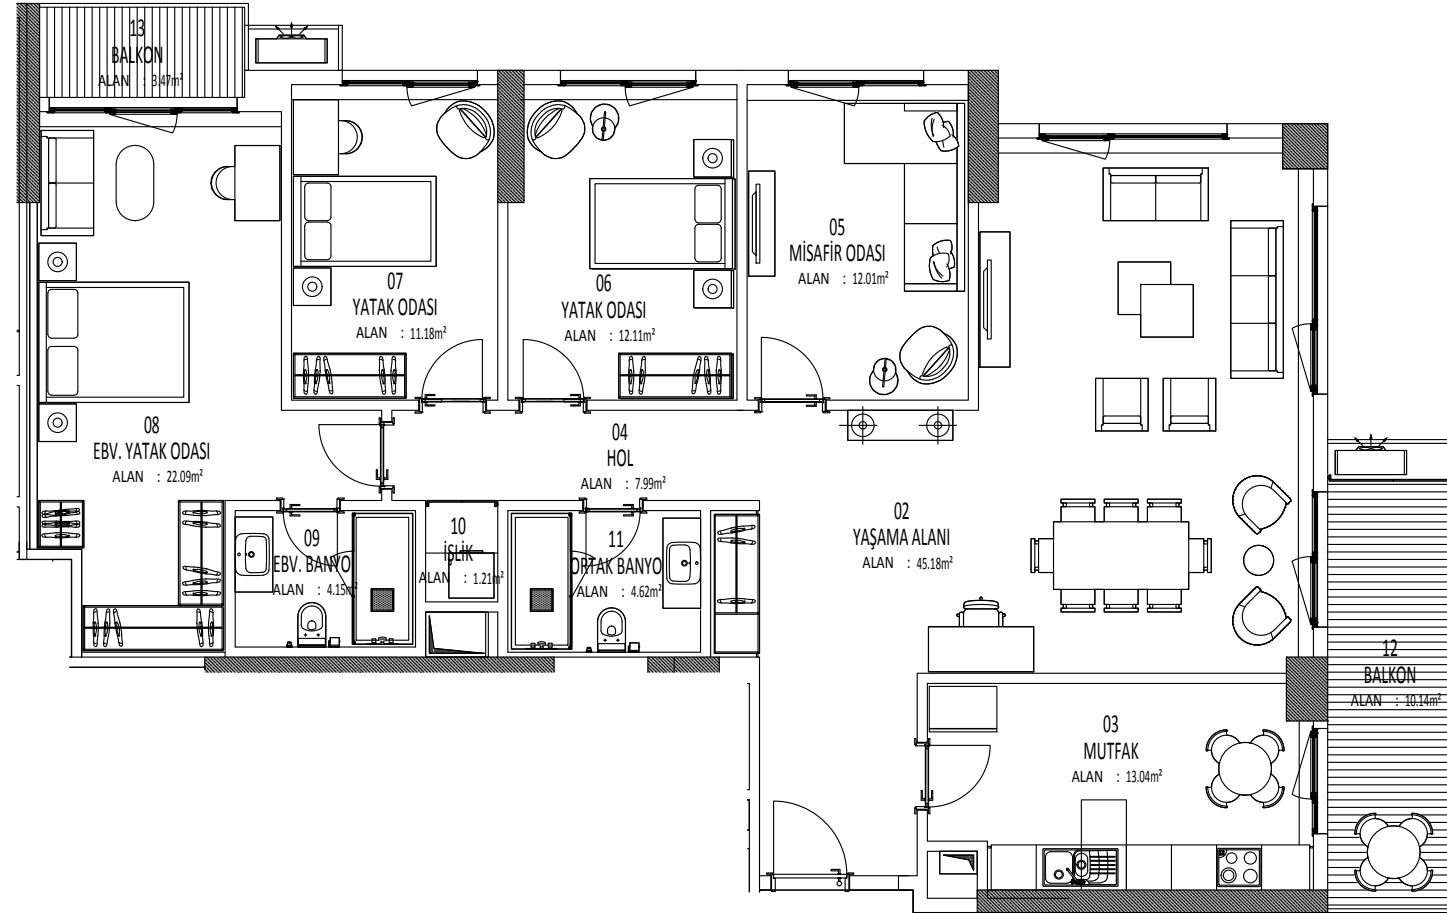 13
BALKON
ALAN : 3.47m²
05
MİSAFİR ODASI
ALAN : 12.01m²
07
YATAK ODASI
ALAN : 11.18m²
06
YATAK ODASI
ALAN : 12.11m²
08
EBV. YATAK ODASI
ALAN : 22.09m²
04
HOL
ALAN : 7.99m²
02
YAŞAMA ALANI
ALAN : 45.18m²
09
EBV. BANYO
ALAN : 4.15m²
10
İŞLİK
ALAN : 1.21m²
11
ORTAK BANYO
ALAN : 4.62m²
12
BALKON
ALAN : 10.14m²
03
MUTFAK
ALAN : 13.04m²